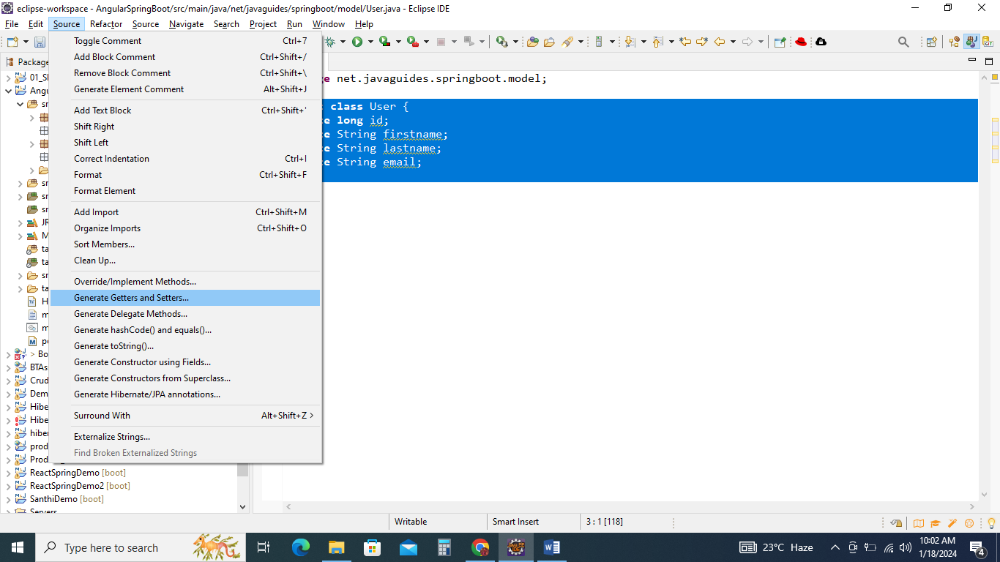 eclipse-workspace - AngularSpringBoot/src/main/java/net/javaguides/springboot/model/User.java - Eclipse IDE
File Edit Source Refactor Source Navigate Search Project Run Window Help
Toggle Comment Ctrl+7
Add Block Comment Ctrl+Shift+/
Remove Block Comment Ctrl+Shift+\
Generate Element Comment Alt+Shift+J
Add Text Block Ctrl+Shift+'
Shift Right
Shift Left
Correct Indentation Ctrl+I
Format Ctrl+Shift+F
Format Element
Add Import Ctrl+Shift+M
Organize Imports Ctrl+Shift+O
Sort Members...
Clean Up...
Override/Implement Methods...
Generate Getters and Setters...
Generate Delegate Methods...
Generate hashCode() and equals()...
Generate toString()...
Generate Constructor using Fields...
Generate Constructors from Superclass...
Generate Hibernate/JPA annotations...
Surround With Alt+Shift+Z >
Externalize Strings...
Find Broken Externalized Strings
Package
01_S
Angu
sr
sr
sr
sr
JR
M
ta
ta
sr
ta
H
m
m
po
> Bo
BTAs
Crud
Dem
Hibe
Hibe
hiber
prod
Prod
ReactSpringDemo [boot]
ReactSpringDemo2 [boot]
SanthiDemo [boot]
Servers
ge net.javaguides.springboot.model;
class User {
e long id;
e String firstname;
e String lastname;
e String email;
Writable Smart Insert 3 : 1 [118]
Type here to search
23°C Haze
10:02 AM
1/18/2024
4